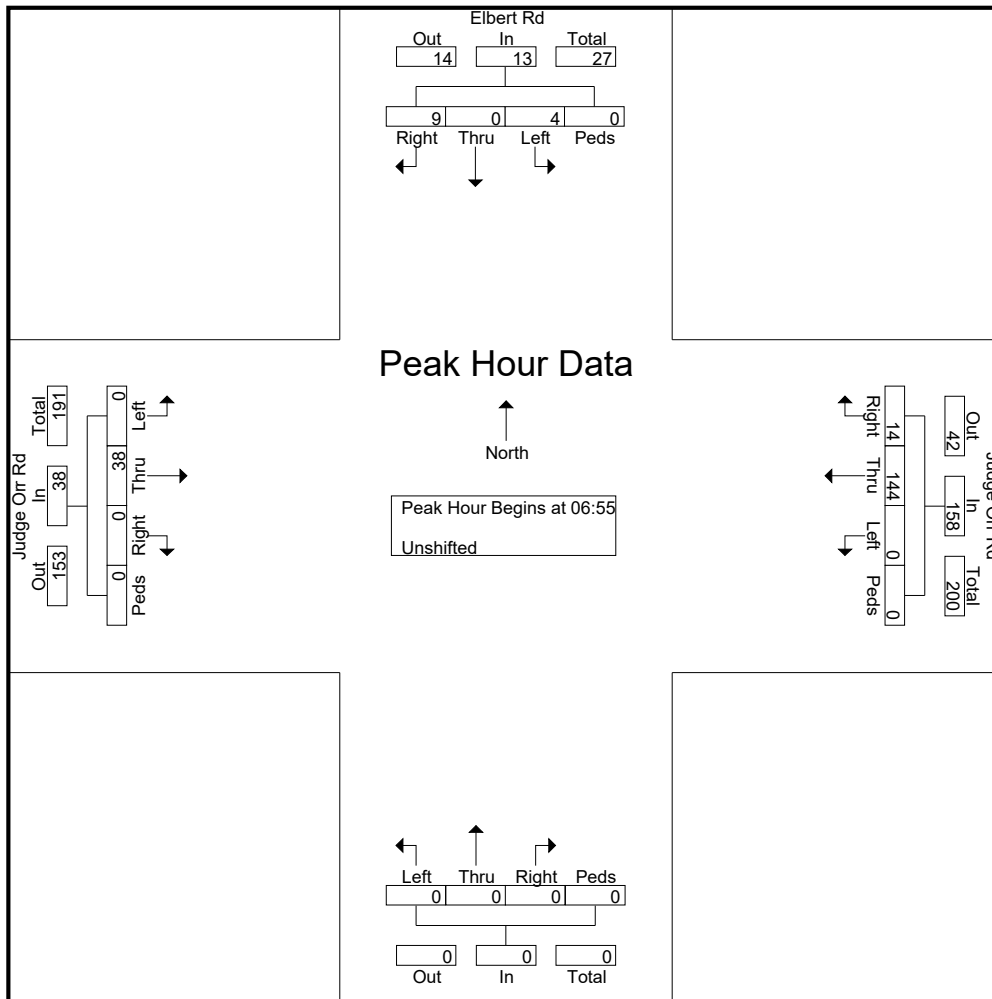 Elbert Rd
Out In Total
14 13 27
9 0 4 0
Right Thru Left Peds
Peak Hour Data
North
Peak Hour Begins at 06:55
Unshifted
Judge Orr Rd
Total In Out
191 38 153
0 38 0 0
Left Thru Right Peds
Right Thru Left Peds
14 144 0 0
Out In Total
42 158 200
Judge Orr Rd
Left Thru Right Peds
0 0 0 0
0 0 0
Out In Total